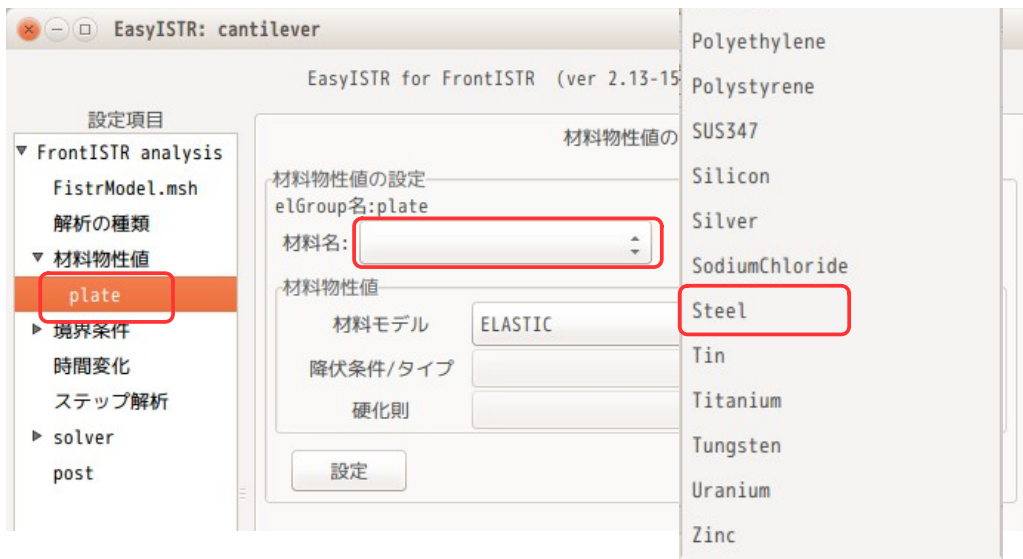 EasyISTR: cantilever
EasyISTR for FrontISTR (ver 2.13-15
設定項目
FrontISTR analysis
FistrModel.msh
解析の種類
材料物性値
plate
境界条件
時間変化
ステップ解析
solver
post
材料物性値の
材料物性値の設定
elGroup名:plate
材料名:
材料物性値
材料モデル ELASTIC
降伏条件/タイプ
硬化則
設定
Polyethylene
Polystyrene
SUS347
Silicon
Silver
SodiumChloride
Steel
Tin
Titanium
Tungsten
Uranium
Zinc